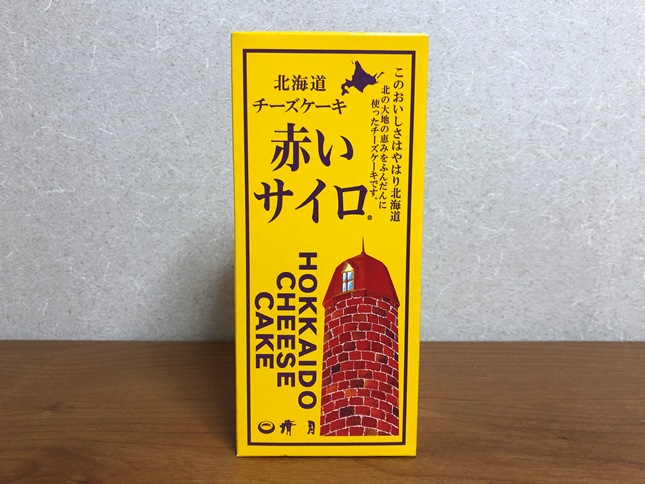 北海道
チーズケーキ
赤い
サイロ®
このおいしさはやはり北海道
北の大地の恵みをふんだんに
使ったチーズケーキです。
HOKKAIDO
CHEESE
CAKE
清月